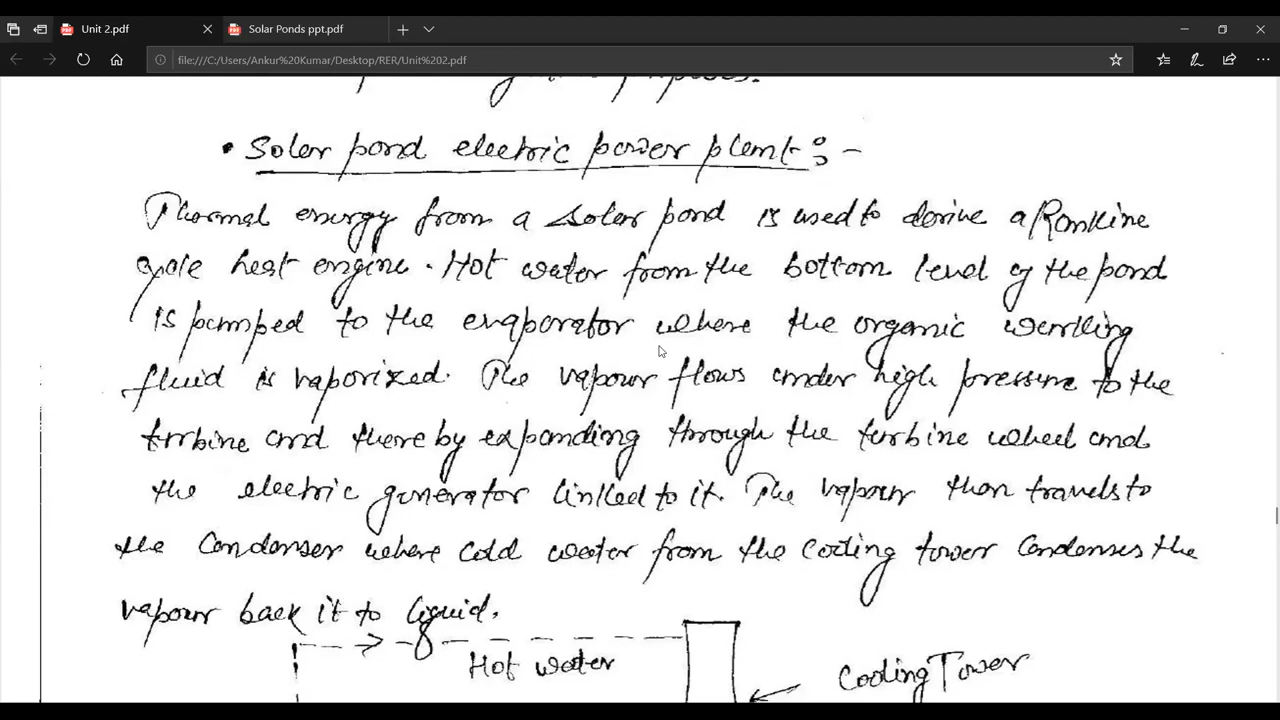 Unit 2.pdf
Solar Ponds ppt.pdf
file:///C:/Users/Ankur%20Kumar/Desktop/RER/Unit%202.pdf
• Solar pond electric power plant :-
Thermal energy from a solar pond is used to derive a Rankine
cycle heat engine. Hot water from the bottom level of the pond
is pumped to the evaporator where the organic working
fluid is vaporized. The vapour flows under high pressure to the
turbine and thereby expanding through the turbine wheel and
the electric generator linked to it. The vapour then travels to
the Condenser where cold water from the cooling tower Condenses the
vapour back it to liquid.
Hot water
Cooling Tower